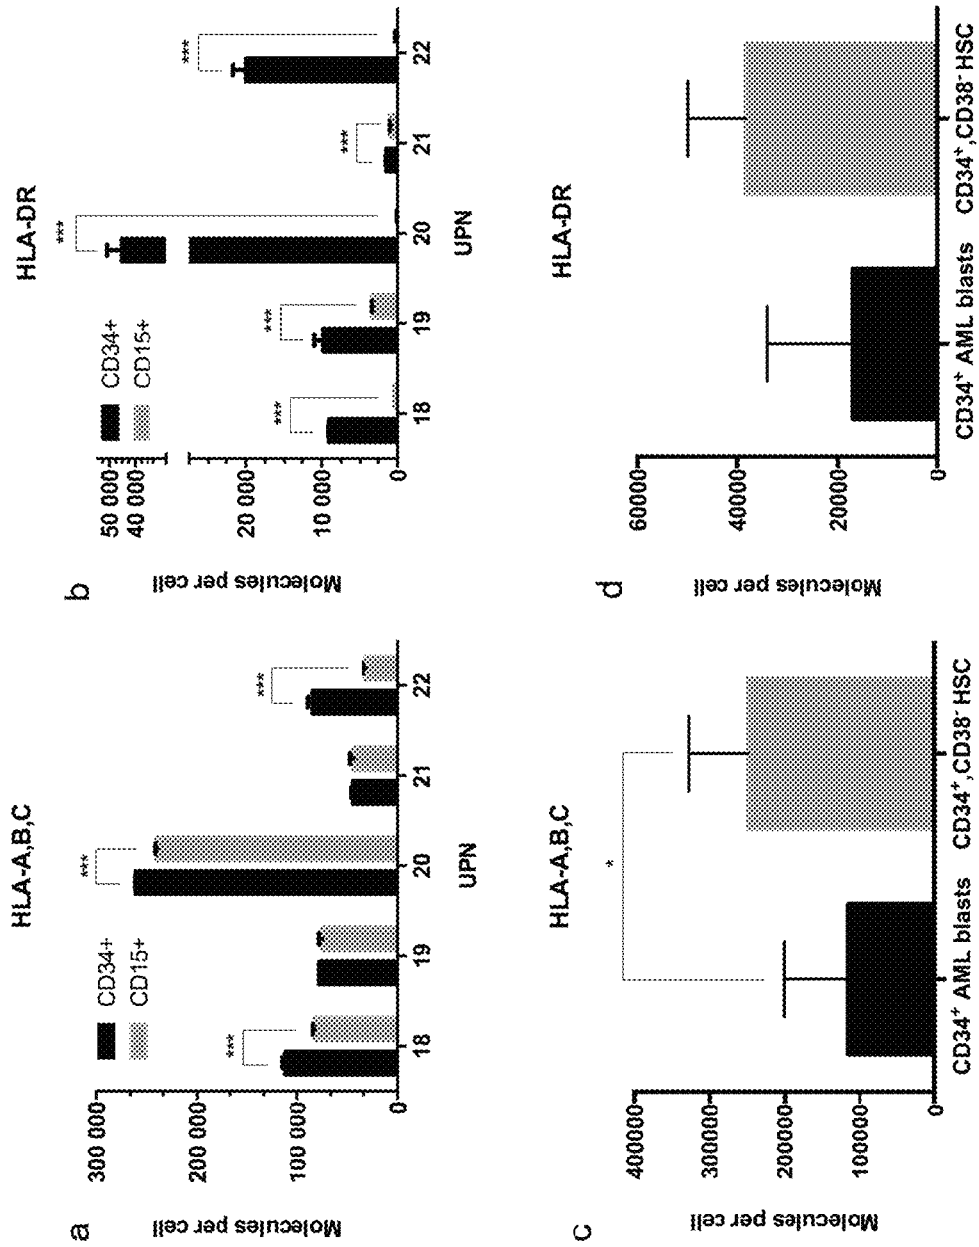 a
HLA-A,B,C
Molecules per cell
300 000
200 000
100 000
0
CD34+
CD15+
***
***
***
18
19
20
21
22
UPN
b
HLA-DR
Molecules per cell
50 000
40 000
20 000
10 000
0
CD34+
CD15+
***
***
***
***
***
18
19
20
21
22
UPN
c
HLA-A,B,C
Molecules per cell
400000
300000
200000
100000
0
*
CD34⁺ AML blasts
CD34⁺,CD38⁻ HSC
d
HLA-DR
Molecules per cell
60000
40000
20000
0
CD34⁺ AML blasts
CD34⁺,CD38⁻ HSC